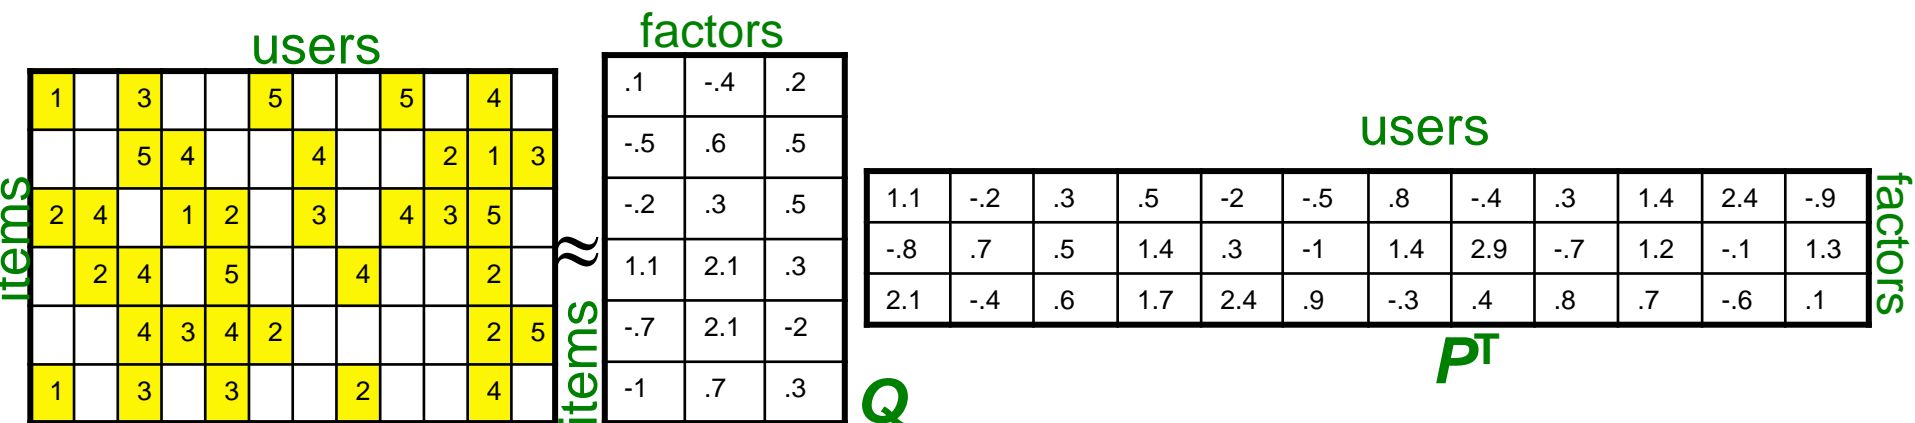 users
1 3 5 5 4
5 4 4 2 1 3
2 4 1 2 3 4 3 5
2 4 5 4 2
4 3 4 2 2 5
1 3 3 2 4
items
≈
factors
.1 -.4 .2
-.5 .6 .5
-.2 .3 .5
1.1 2.1 .3
-.7 2.1 -2
-1 .7 .3
items
Q
users
1.1 -.2 .3 .5 -2 -.5 .8 -.4 .3 1.4 2.4 -.9
-.8 .7 .5 1.4 .3 -1 1.4 2.9 -.7 1.2 -.1 1.3
2.1 -.4 .6 1.7 2.4 .9 -.3 .4 .8 .7 -.6 .1
factors
PT